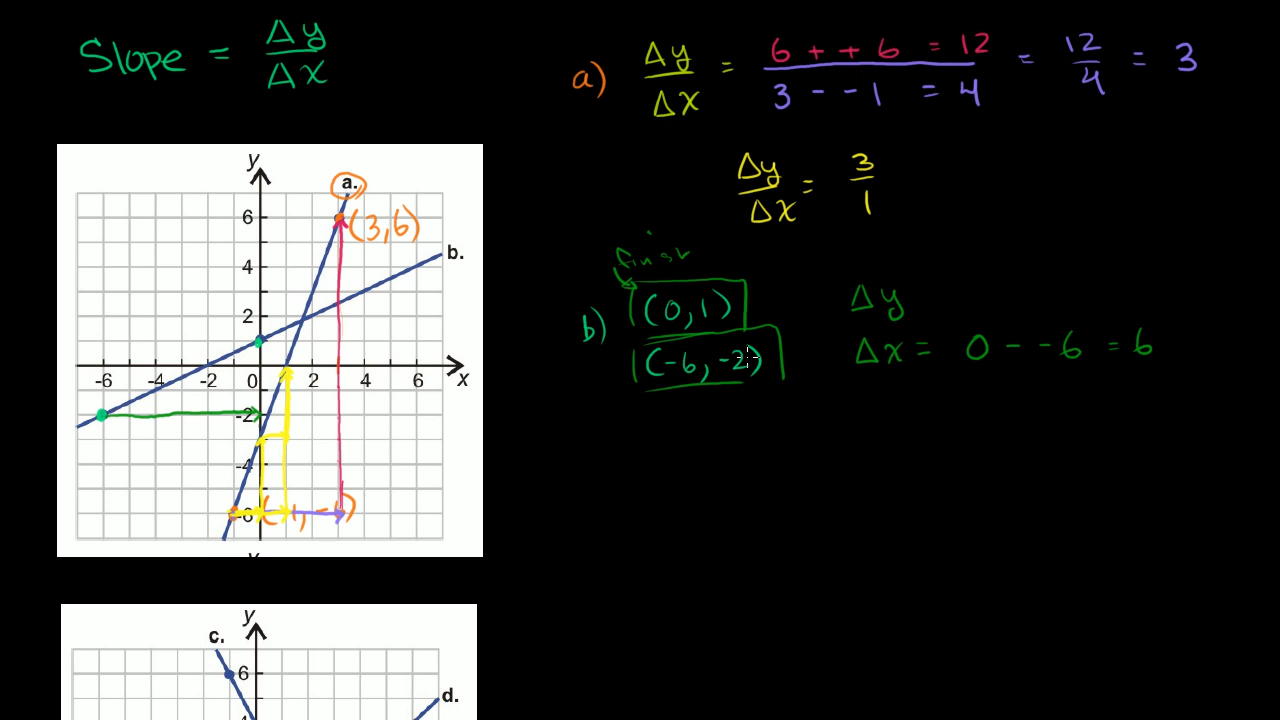 Slope = Δy/Δx
a) Δy/Δx = 6 + + 6 = 12 / 3 - - 1 = 4 = 12/4 = 3
Δy/Δx = 3/1
finish
b) (0,1) Δy
(-6,-2) Δx = 0 - - 6 = 6
y
a.
6
(3,6)
b.
4
2
-6 -4 -2 0 2 4 6 x
-2
-4
-6
y
c.
6
d.